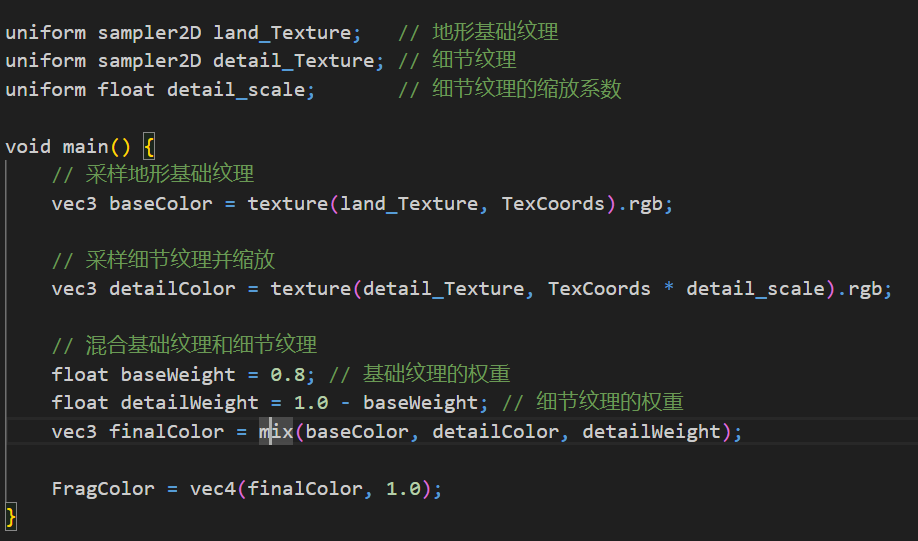 uniform sampler2D land_Texture;   // 地形基础纹理
uniform sampler2D detail_Texture; // 细节纹理
uniform float detail_scale;       // 细节纹理的缩放系数
void main() {
    // 采样地形基础纹理
    vec3 baseColor = texture(land_Texture, TexCoords).rgb;
    // 采样细节纹理并缩放
    vec3 detailColor = texture(detail_Texture, TexCoords * detail_scale).rgb;
    // 混合基础纹理和细节纹理
    float baseWeight = 0.8; // 基础纹理的权重
    float detailWeight = 1.0 - baseWeight; // 细节纹理的权重
    vec3 finalColor = mix(baseColor, detailColor, detailWeight);
    FragColor = vec4(finalColor, 1.0);
}